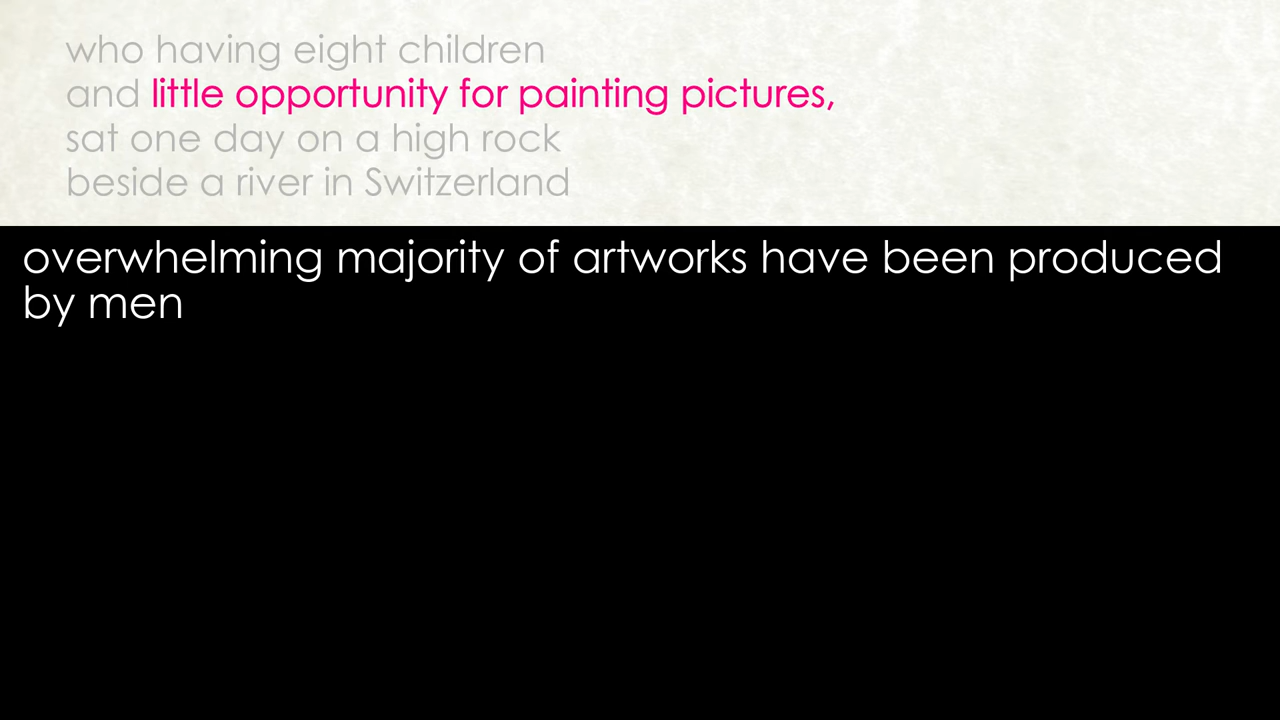 who having eight children
and little opportunity for painting pictures,
sat one day on a high rock
beside a river in Switzerland
overwhelming majority of artworks have been produced
by men